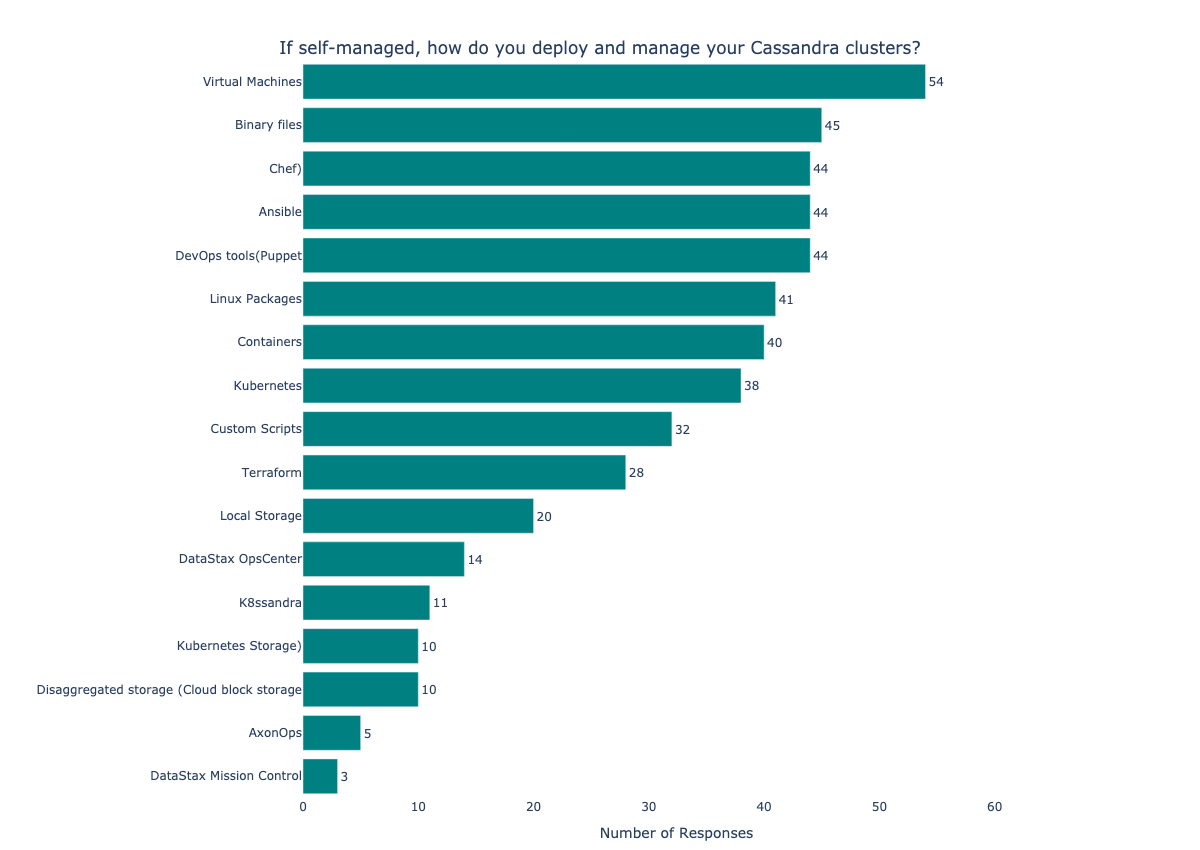 If self-managed, how do you deploy and manage your Cassandra clusters?
Virtual Machines 54
Binary files 45
Chef) 44
Ansible 44
DevOps tools(Puppet 44
Linux Packages 41
Containers 40
Kubernetes 38
Custom Scripts 32
Terraform 28
Local Storage 20
DataStax OpsCenter 14
K8ssandra 11
Kubernetes Storage) 10
Disaggregated storage (Cloud block storage 10
AxonOps 5
DataStax Mission Control 3
0 10 20 30 40 50 60
Number of Responses